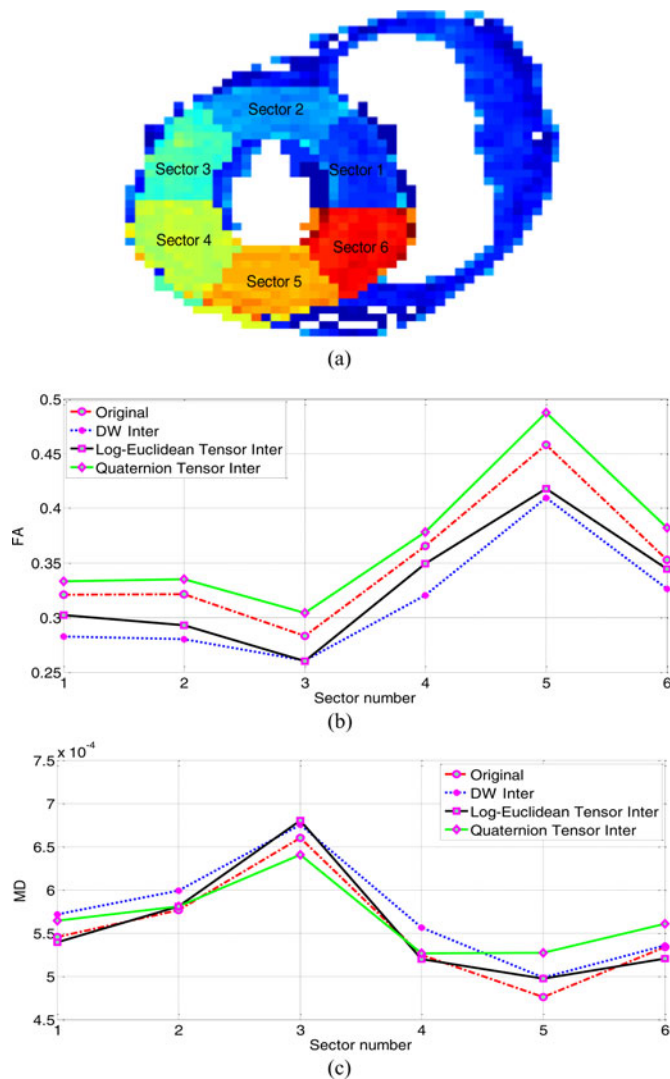 Sector 2
Sector 3
Sector 1
Sector 4
Sector 6
Sector 5
(a)
0.5
0.45
0.4
0.35
0.3
0.25
FA
Original
DW Inter
Log-Euclidean Tensor Inter
Quaternion Tensor Inter
1 2 3 4 5 6
Sector number
(b)
x 10^-4
7.5
7
6.5
6
5.5
5
4.5
MD
Original
DW Inter
Log-Euclidean Tensor Inter
Quaternion Tensor Inter
1 2 3 4 5 6
Sector number
(c)